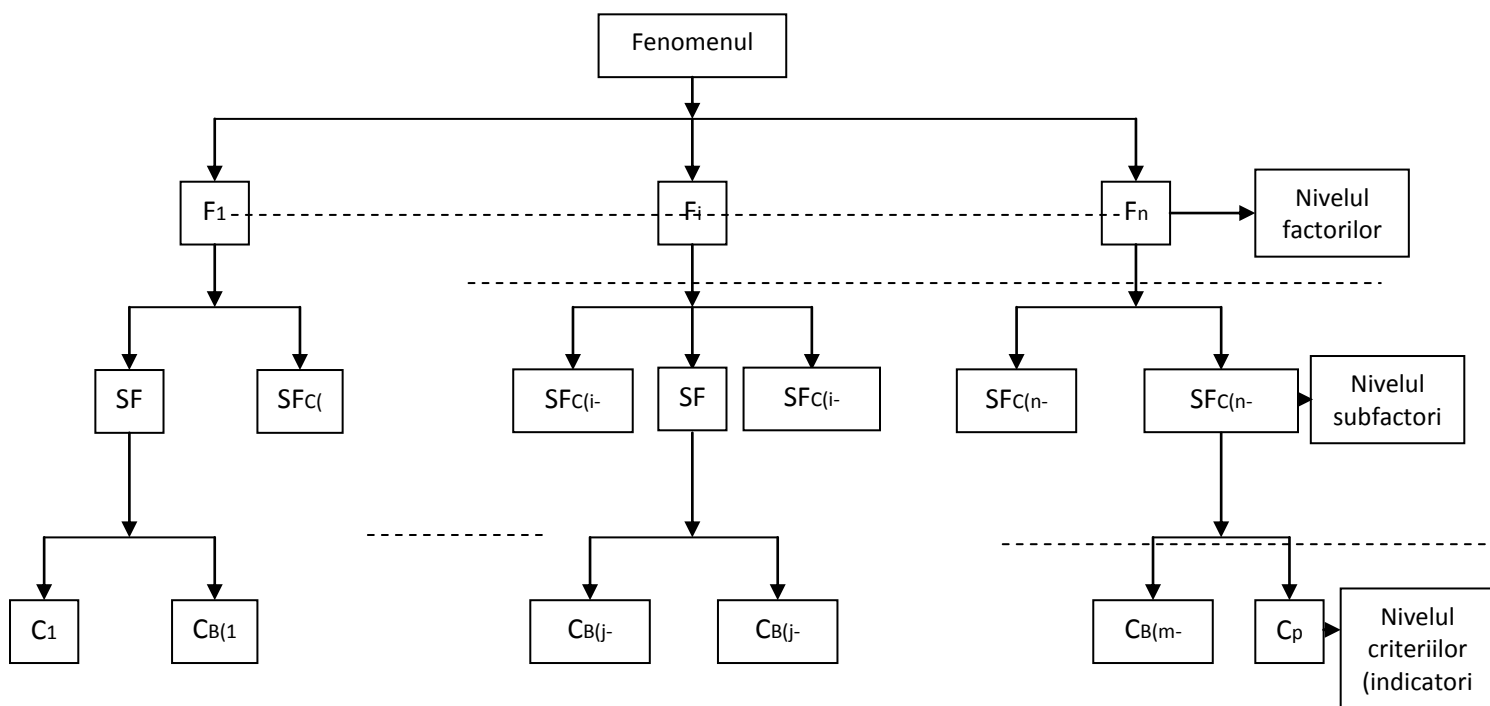 Fenomenul
F1
Fi
Fn
Nivelul
factorilor
SF
SFC(
SFC(i-
SF
SFC(i-
SFC(n-
SFC(n-
Nivelul
subfactori
C1
CB(1
CB(j-
CB(j-
CB(m-
Cp
Nivelul
criteriilor
(indicatori